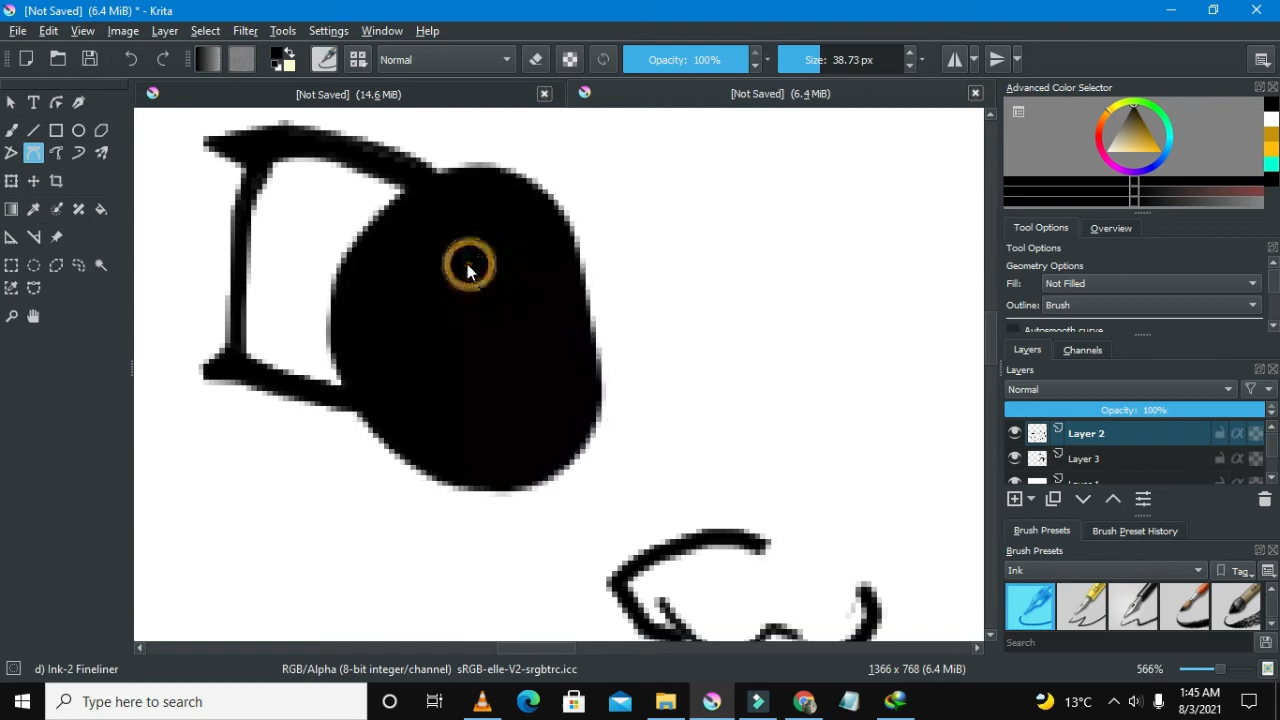 [Not Saved] (6.4 MiB) * - Krita
File Edit View Image Layer Select Filter Tools Settings Window Help
Normal
Opacity: 100%
Size: 38.73 px
[Not Saved] (14.6 MiB)
[Not Saved] (6.4 MiB)
Advanced Color Selector
Tool Options
Overview
Tool Options
Geometry Options
Fill: Not Filled
Outline: Brush
Autosmooth curve
Layers
Channels
Layers
Normal
Opacity: 100%
Layer 2
Layer 3
Layer 1
Brush Presets
Brush Preset History
Brush Presets
Ink
Tag
Search
d) Ink-2 Fineliner
RGB/Alpha (8-bit integer/channel) sRGB-elle-V2-srgbtrc.icc
1366 x 768 (6.4 MiB)
566%
Type here to search
13°C
1:45 AM
8/3/2021